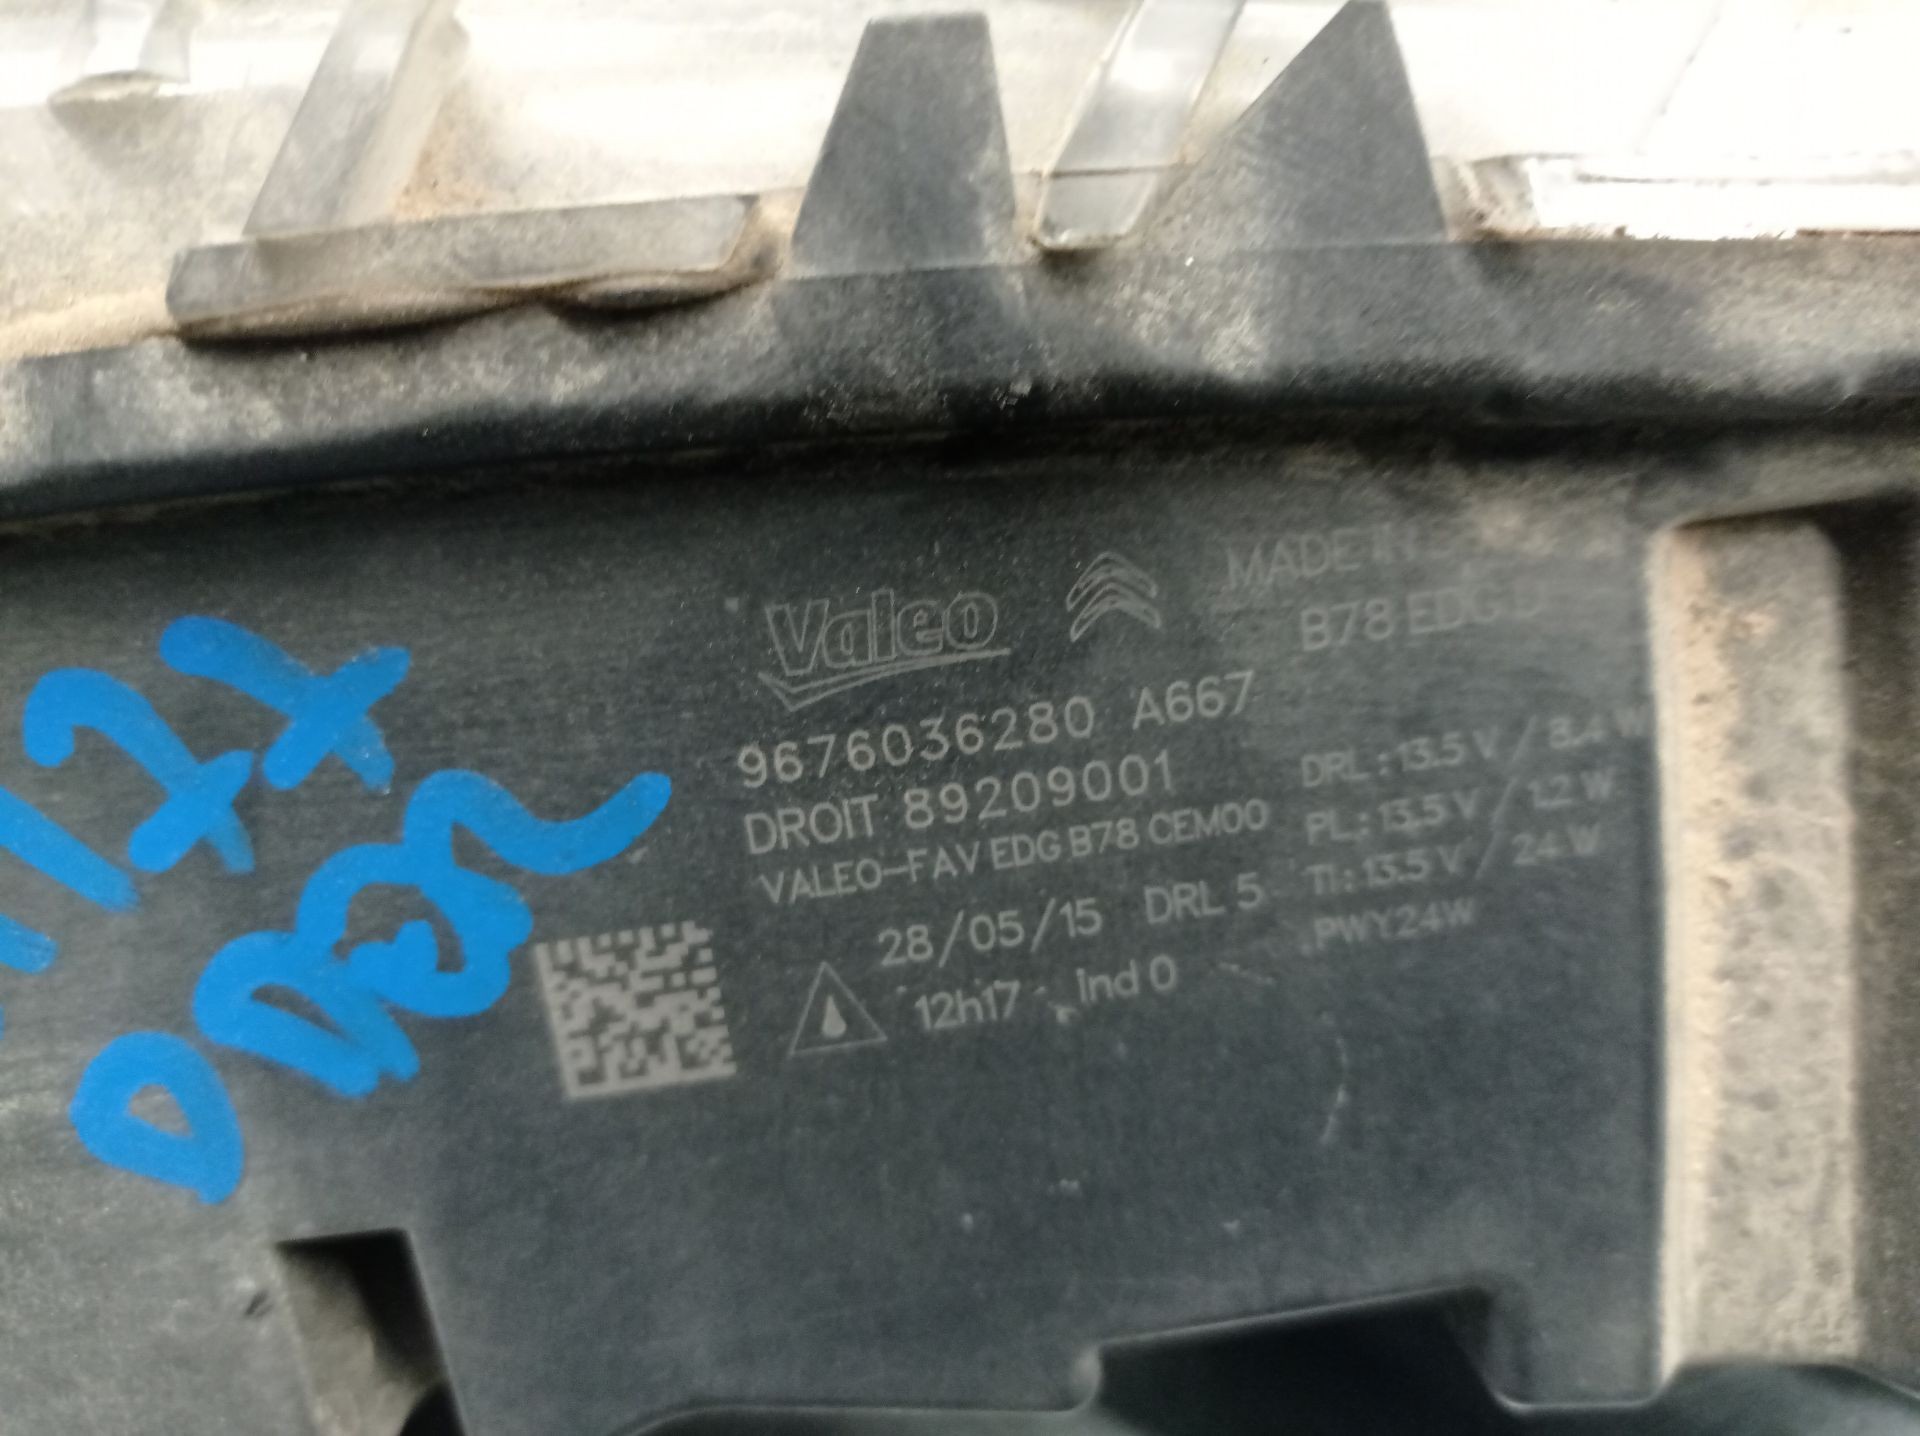 Valeo MADE IN
B78 EDG D
9676036280 A667
DROIT 89209001
VALEO-FAV EDG B78 CEM00
28/05/15 DRL 5
12h17 Ind 0
DRL : 13.5 V / 8.4 W
PL : 13.5 V / 1.2 W
TI : 13.5 V / 24 W
PWY24W